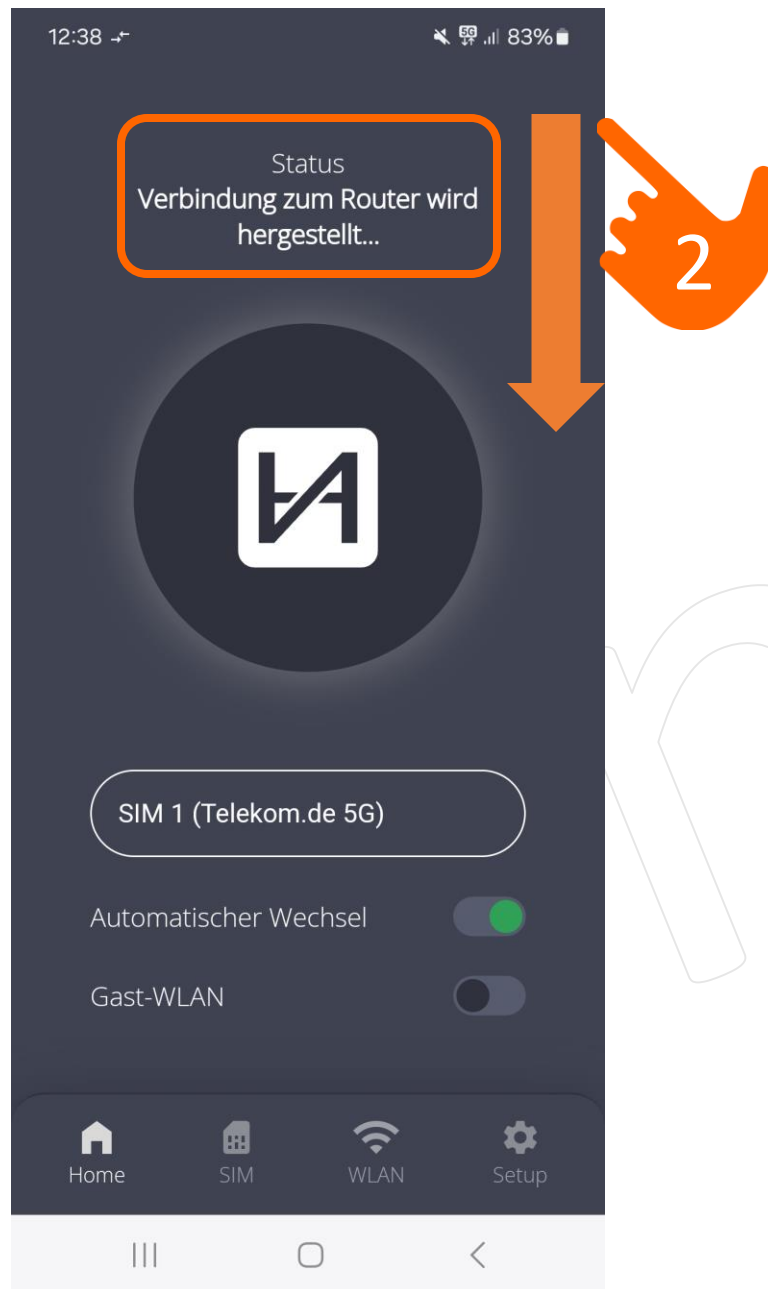 12:38
5G
83%
Status
Verbindung zum Router wird
hergestellt...
2
SIM 1 (Telekom.de 5G)
Automatischer Wechsel
Gast-WLAN
Home SIM WLAN Setup